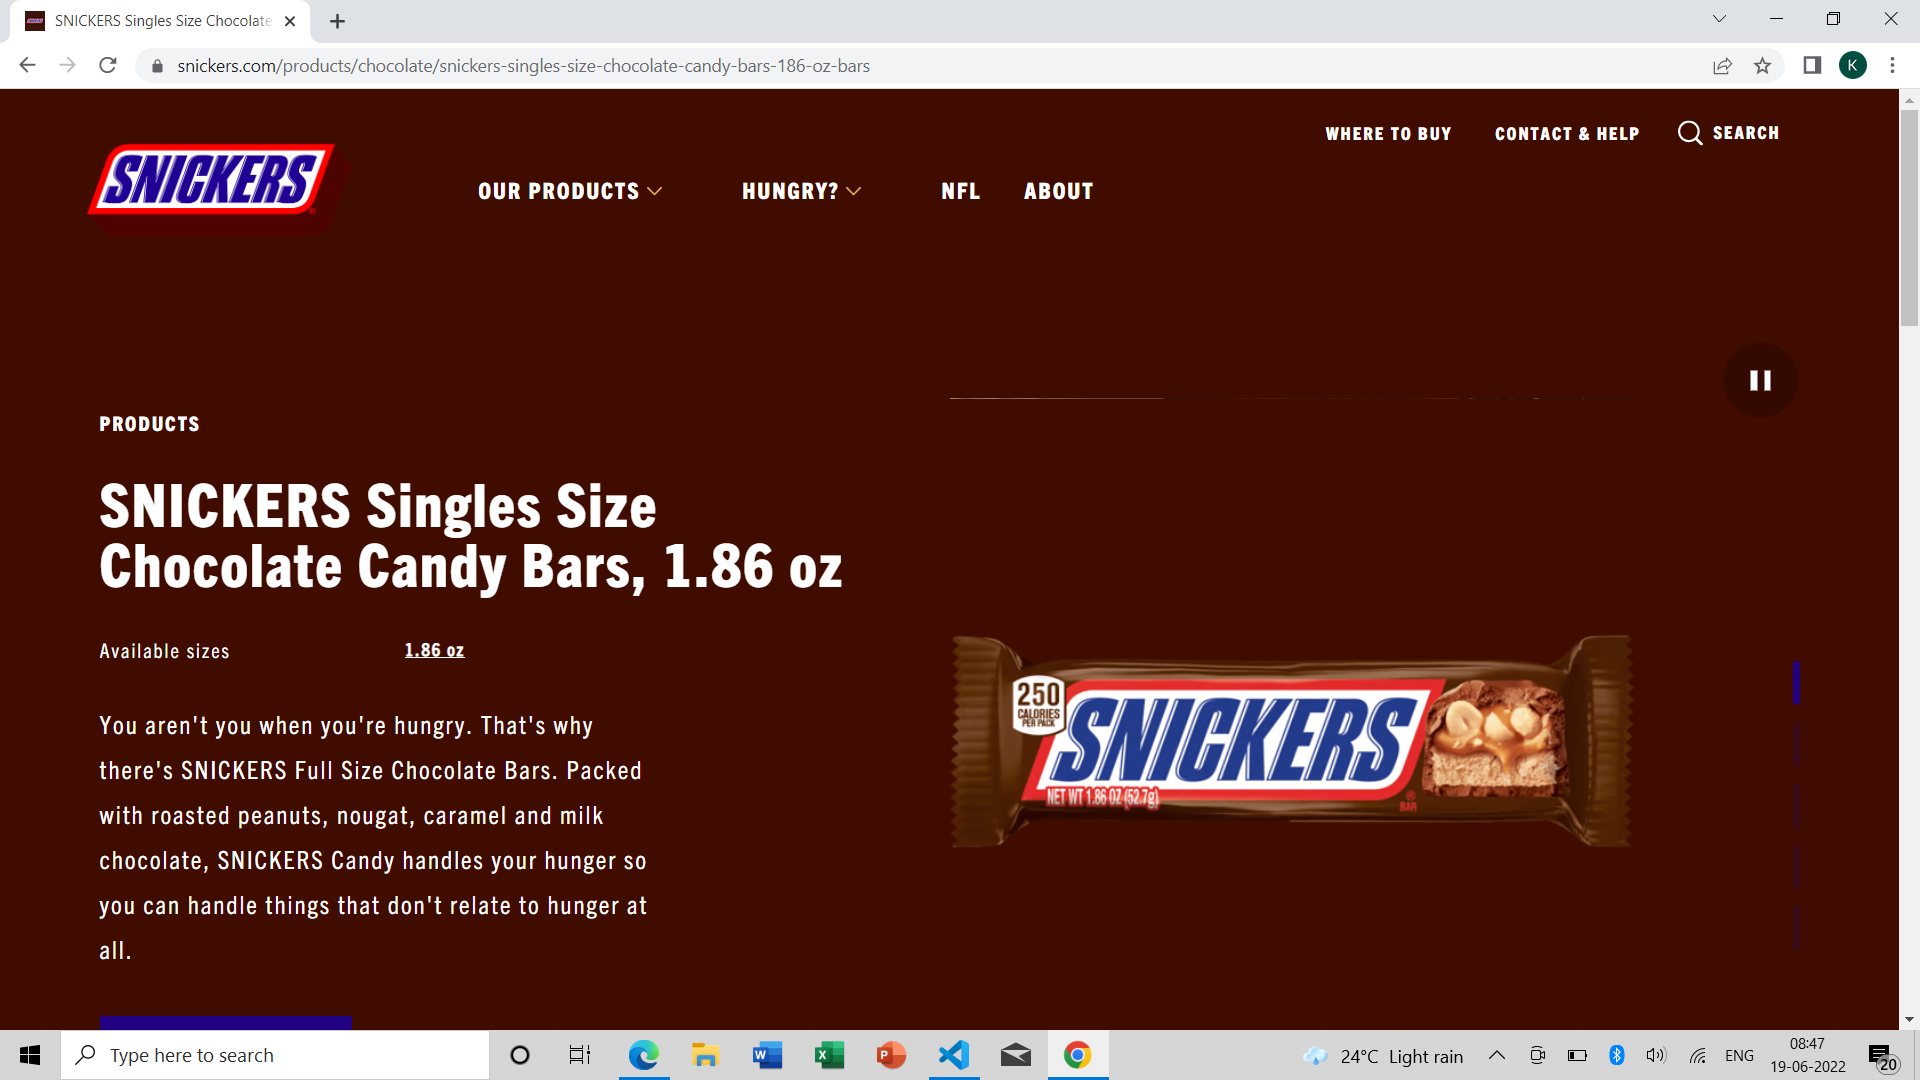 SNICKERS Singles Size Chocolate
snickers.com/products/chocolate/snickers-singles-size-chocolate-candy-bars-186-oz-bars
K
WHERE TO BUY CONTACT & HELP SEARCH
SNICKERS
OUR PRODUCTS HUNGRY? NFL ABOUT
PRODUCTS
SNICKERS Singles Size
Chocolate Candy Bars, 1.86 oz
Available sizes 1.86 oz
You aren't you when you're hungry. That's why
there's SNICKERS Full Size Chocolate Bars. Packed
with roasted peanuts, nougat, caramel and milk
chocolate, SNICKERS Candy handles your hunger so
you can handle things that don't relate to hunger at
all.
250
CALORIES
PER PACK
SNICKERS
NET WT 1.86 OZ (52.7g)
®
BAR
Type here to search
W
X
P
24°C Light rain
ENG
08:47
19-06-2022
20